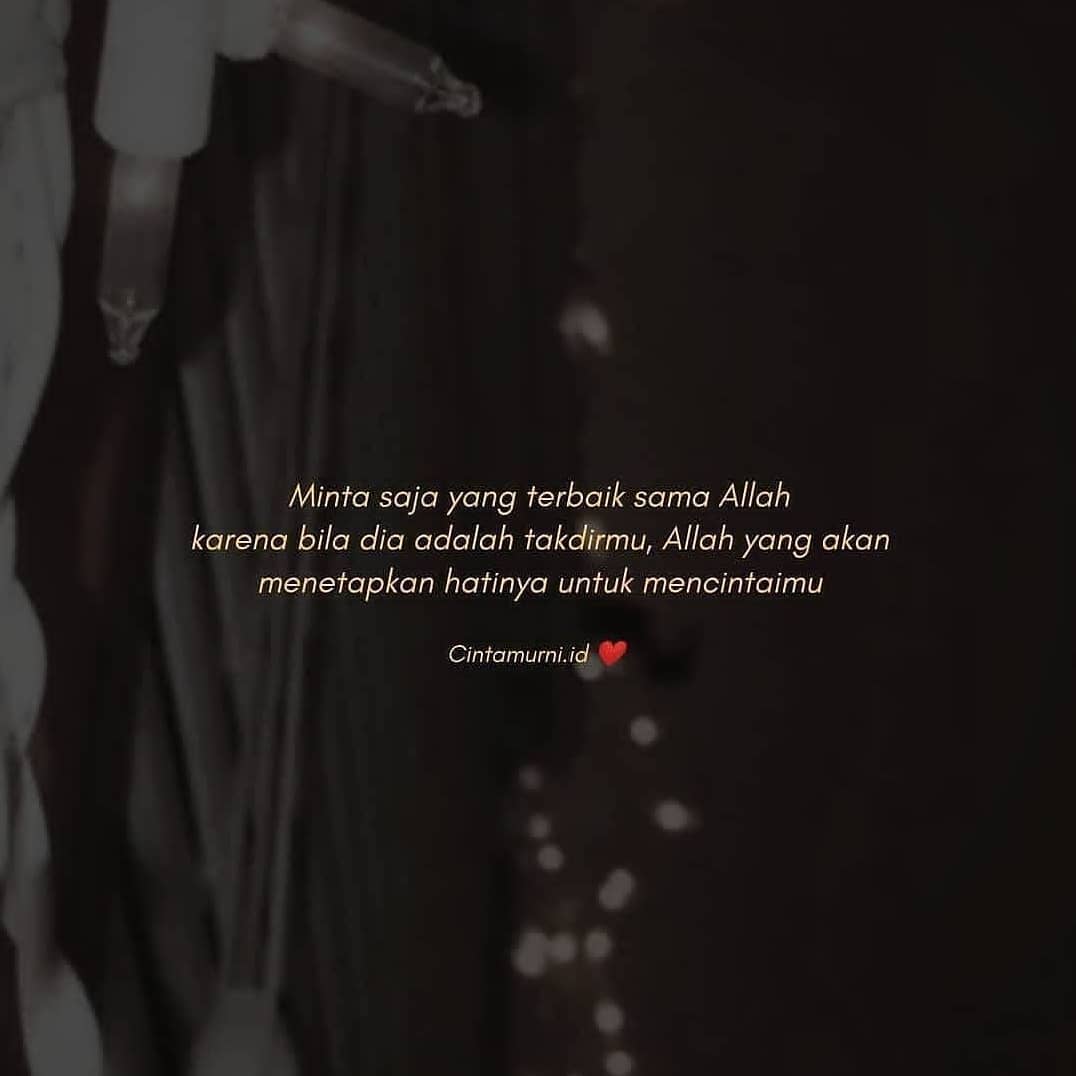 Minta saja yang terbaik sama Allah
karena bila dia adalah takdirmu, Allah yang akan
menetapkan hatinya untuk mencintaimu
Cintamurni.id ❤️